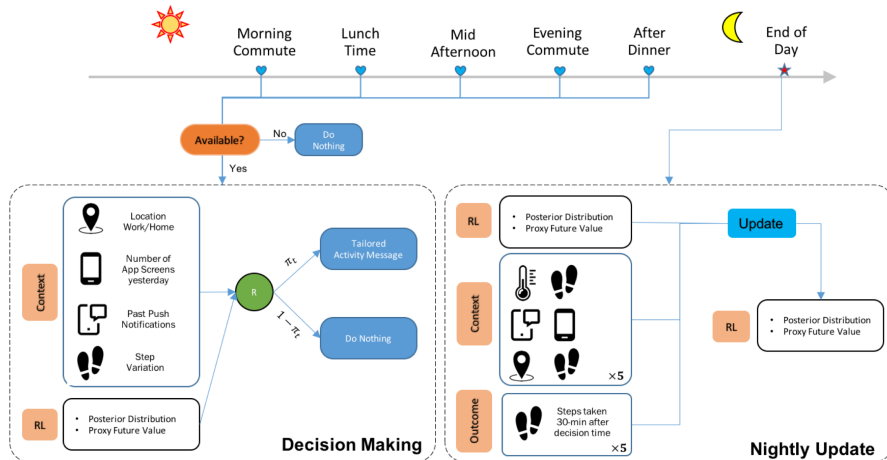 Morning
Commute
Lunch
Time
Mid
Afternoon
Evening
Commute
After
Dinner
End of
Day
Available?
No
Do
Nothing
Yes
Context
Location
Work/Home
Number of
App Screens
yesterday
Past Push
Notifications
Step
Variation
RL
• Posterior Distribution
• Proxy Future Value
R
πt
1 − πt
Tailored
Activity Message
Do Nothing
Decision Making
RL
• Posterior Distribution
• Proxy Future Value
Update
Context
×5
RL
• Posterior Distribution
• Proxy Future Value
Outcome
Steps taken
30-min after
decision time
×5
Nightly Update